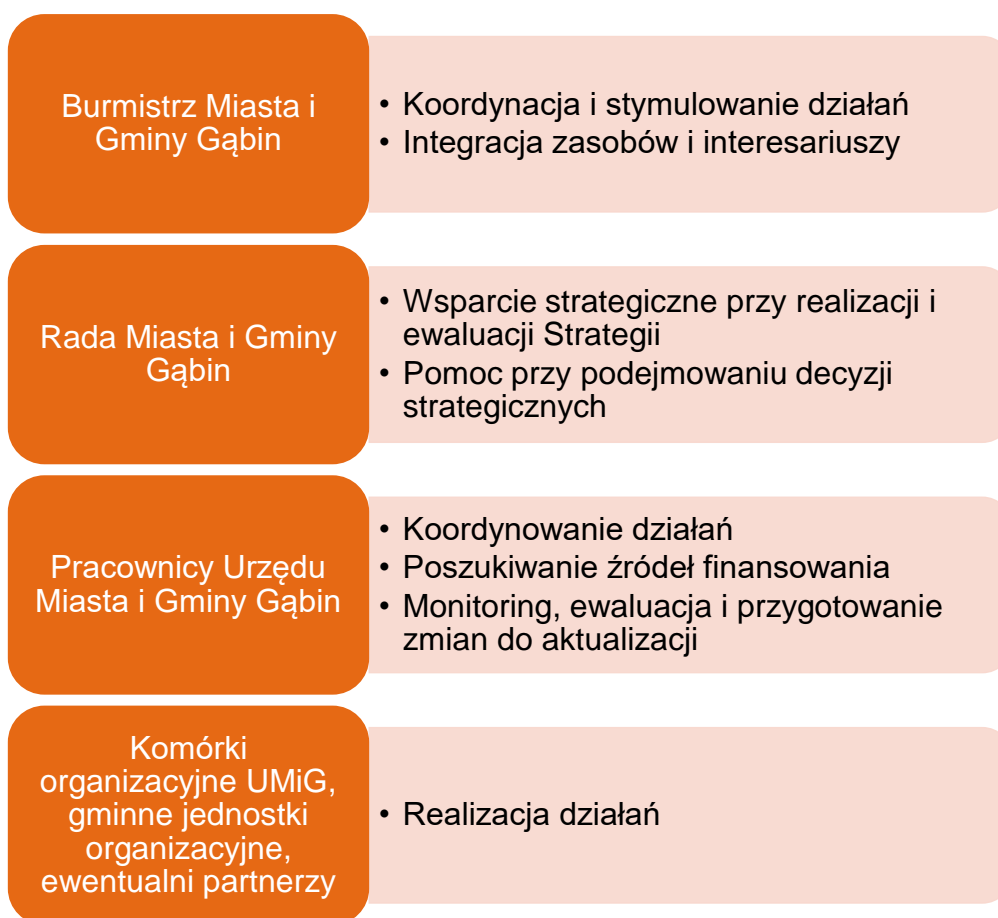 Burmistrz Miasta i
Gminy Gąbin
• Koordynacja i stymulowanie działań
• Integracja zasobów i interesariuszy
Rada Miasta i Gminy
Gąbin
• Wsparcie strategiczne przy realizacji i
ewaluacji Strategii
• Pomoc przy podejmowaniu decyzji
strategicznych
Pracownicy Urzędu
Miasta i Gminy Gąbin
• Koordynowanie działań
• Poszukiwanie źródeł finansowania
• Monitoring, ewaluacja i przygotowanie
zmian do aktualizacji
Komórki
organizacyjne UMiG,
gminne jednostki
organizacyjne,
ewentualni partnerzy
• Realizacja działań